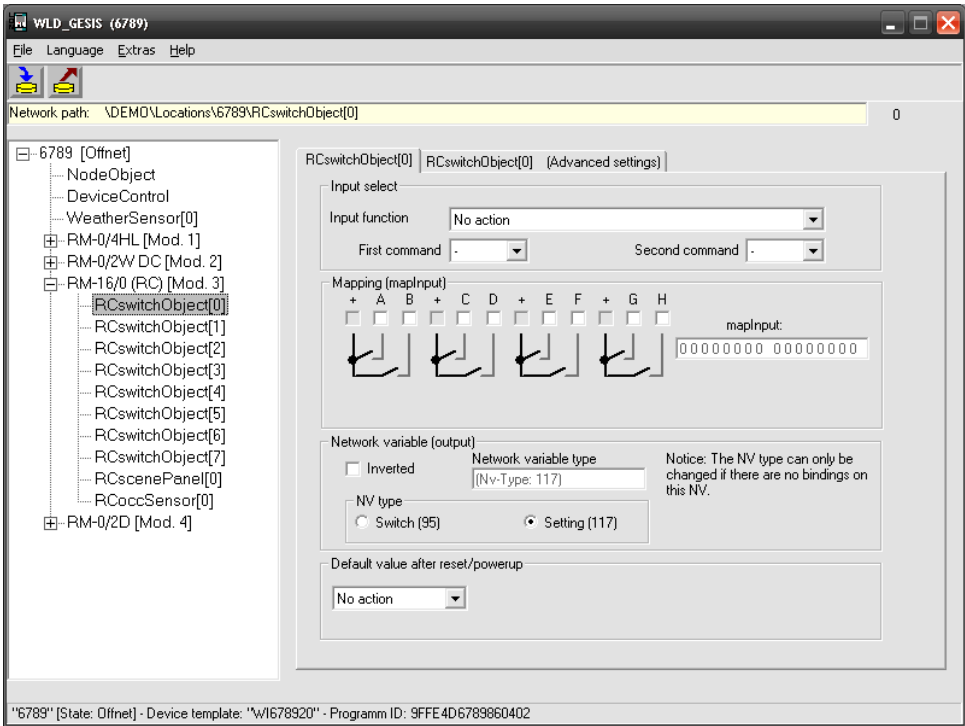 WLD_GESIS (6789)
File Language Extras Help
Network path: \DEMO\Locations\6789\RCswitchObject[0]
0
6789 [Offnet]
NodeObject
DeviceControl
WeatherSensor[0]
RM-0/4HL [Mod. 1]
RM-0/2W DC [Mod. 2]
RM-16/0 (RC) [Mod. 3]
RCswitchObject[0]
RCswitchObject[1]
RCswitchObject[2]
RCswitchObject[3]
RCswitchObject[4]
RCswitchObject[5]
RCswitchObject[6]
RCswitchObject[7]
RCscenePanel[0]
RCoccSensor[0]
RM-0/2D [Mod. 4]
RCswitchObject[0] RCswitchObject[0] (Advanced settings)
Input select
Input function No action
First command - Second command -
Mapping (mapInput)
+ A B + C D + E F + G H
mapInput:
00000000 00000000
Network variable (output)
Inverted
Network variable type
(Nv-Type: 117)
Notice: The NV type can only be
changed if there are no bindings on
this NV.
NV type
Switch (95) Setting (117)
Default value after reset/powerup
No action
"6789" [State: Offnet] - Device template: "WI678920" - Programm ID: 9FFE4D6789860402